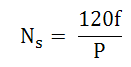 Nₛ = 120f / P